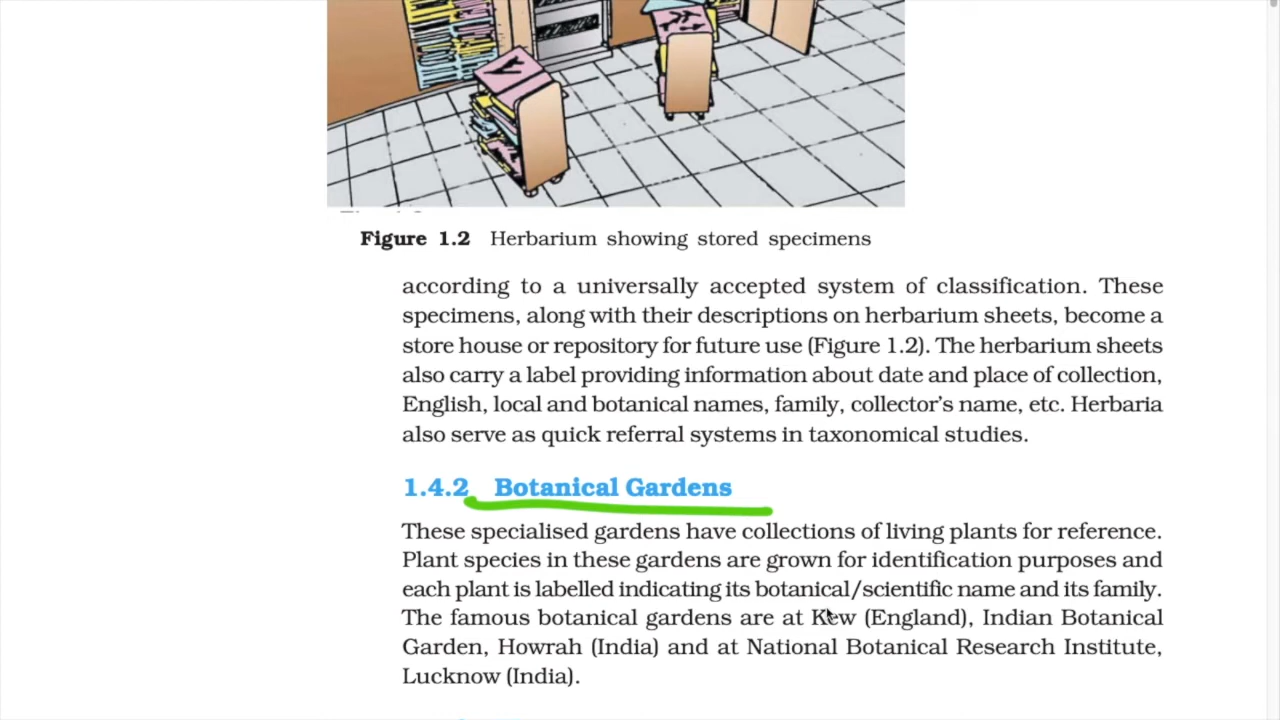 Figure 1.2 Herbarium showing stored specimens
according to a universally accepted system of classification. These
specimens, along with their descriptions on herbarium sheets, become a
store house or repository for future use (Figure 1.2). The herbarium sheets
also carry a label providing information about date and place of collection,
English, local and botanical names, family, collector’s name, etc. Herbaria
also serve as quick referral systems in taxonomical studies.
1.4.2 Botanical Gardens
These specialised gardens have collections of living plants for reference.
Plant species in these gardens are grown for identification purposes and
each plant is labelled indicating its botanical/scientific name and its family.
The famous botanical gardens are at Kew (England), Indian Botanical
Garden, Howrah (India) and at National Botanical Research Institute,
Lucknow (India).